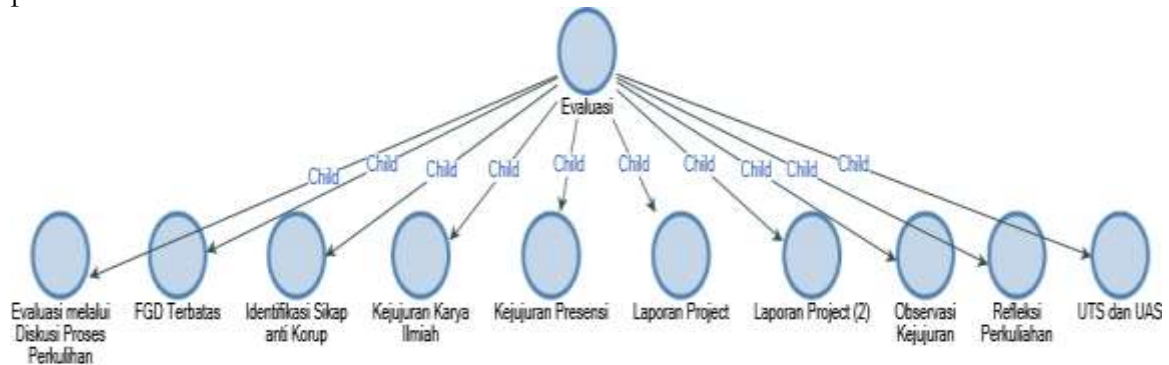 Evaluasi
Child
Child
Child
Child
Child
Child
Child
Child
Child
Child
Evaluasi melalui
Diskusi Proses
Perkulihan
FGD Terbatas
Identifikasi Sikap
anti Korup
Kejujuran Karya
Ilmiah
Kejujuran Presensi
Laporan Project
Laporan Project (2)
Observasi
Kejujuran
Refleksi
Perkuliahan
UTS dan UAS